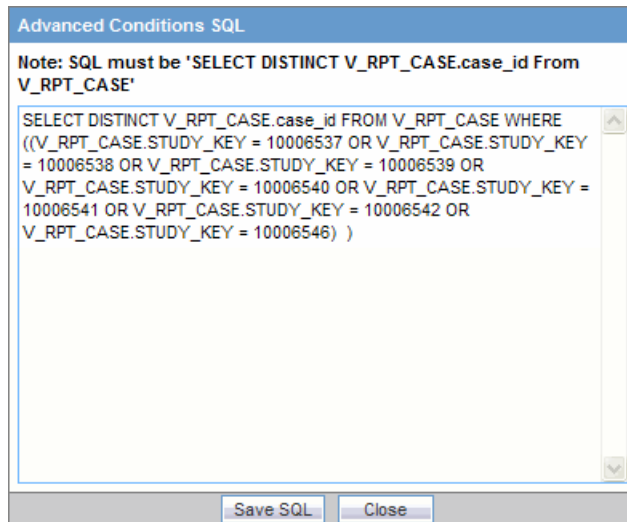 Advanced Conditions SQL
Note: SQL must be 'SELECT DISTINCT V_RPT_CASE.case_id From
V_RPT_CASE'
SELECT DISTINCT V_RPT_CASE.case_id FROM V_RPT_CASE WHERE
((V_RPT_CASE.STUDY_KEY = 10006537 OR V_RPT_CASE.STUDY_KEY
= 10006538 OR V_RPT_CASE.STUDY_KEY = 10006539 OR
V_RPT_CASE.STUDY_KEY = 10006540 OR V_RPT_CASE.STUDY_KEY =
10006541 OR V_RPT_CASE.STUDY_KEY = 10006542 OR
V_RPT_CASE.STUDY_KEY = 10006546)  )
Save SQL Close